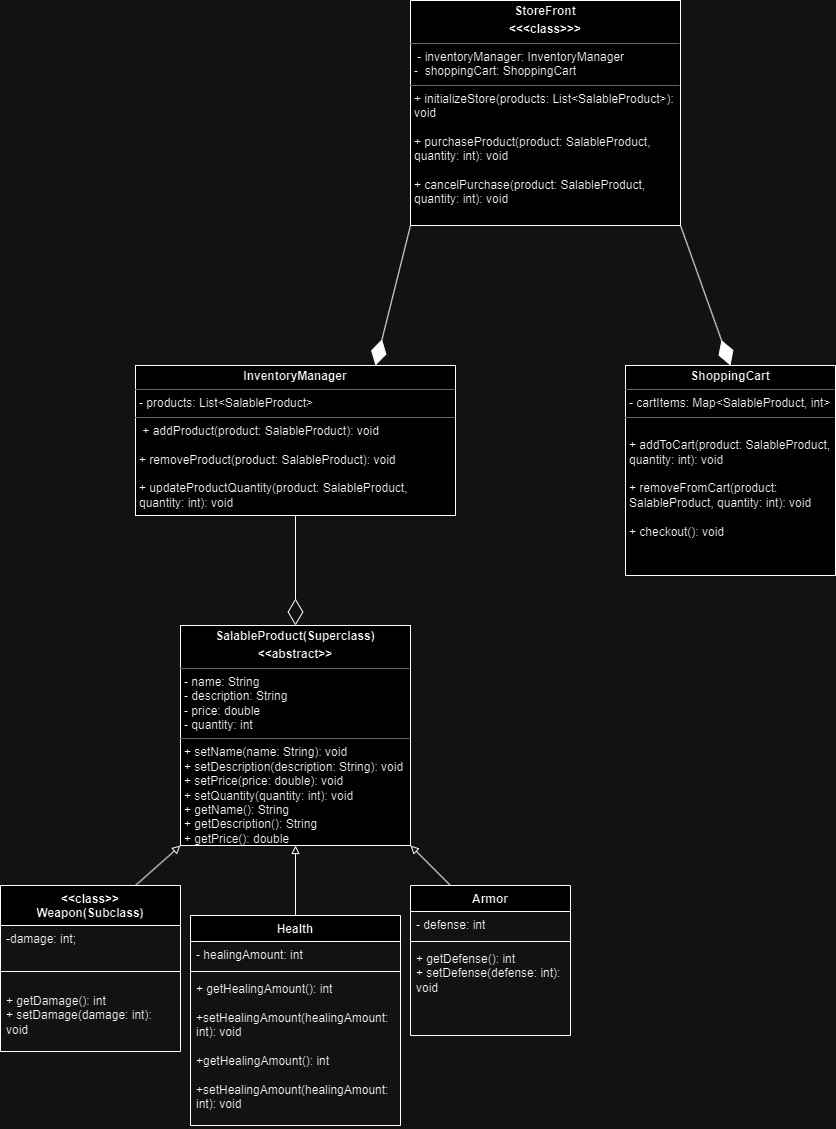 StoreFront
<<<class>>>
- inventoryManager: InventoryManager
- shoppingCart: ShoppingCart
+ initializeStore(products: List<SalableProduct>):
void
+ purchaseProduct(product: SalableProduct,
quantity: int): void
+ cancelPurchase(product: SalableProduct,
quantity: int): void
InventoryManager
- products: List<SalableProduct>
+ addProduct(product: SalableProduct): void
+ removeProduct(product: SalableProduct): void
+ updateProductQuantity(product: SalableProduct,
quantity: int): void
ShoppingCart
- cartItems: Map<SalableProduct, int>
+ addToCart(product: SalableProduct,
quantity: int): void
+ removeFromCart(product:
SalableProduct, quantity: int): void
+ checkout(): void
SalableProduct(Superclass)
<<abstract>>
- name: String
- description: String
- price: double
- quantity: int
+ setName(name: String): void
+ setDescription(description: String): void
+ setPrice(price: double): void
+ setQuantity(quantity: int): void
+ getName(): String
+ getDescription(): String
+ getPrice(): double
<<class>>
Weapon(Subclass)
-damage: int;
+ getDamage(): int
+ setDamage(damage: int):
void
Health
- healingAmount: int
+ getHealingAmount(): int
+setHealingAmount(healingAmount:
int): void
+getHealingAmount(): int
+setHealingAmount(healingAmount:
int): void
Armor
- defense: int
+ getDefense(): int
+ setDefense(defense: int):
void